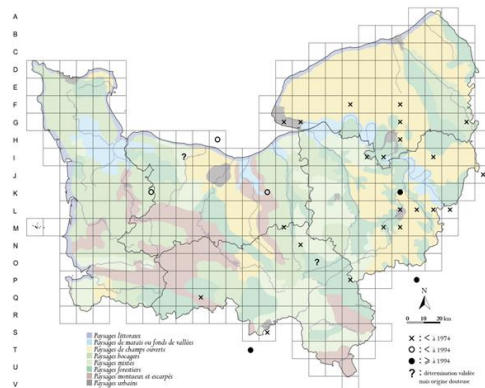 A
B
C
D
E
F
G
H
I
J
K
L
M
N
O
P
Q
R
S
T
U
V
N
0 10 20 km
x : < à 1974
○ : < à 1994
● : ≥ à 1994
? : détermination validée
mais origine douteuse
Paysages littoraux
Paysages de marais ou fonds de vallées
Paysages de champs ouverts
Paysages bocagers
Paysages mixtes
Paysages forestiers
Paysages montueux et escarpés
Paysages urbains